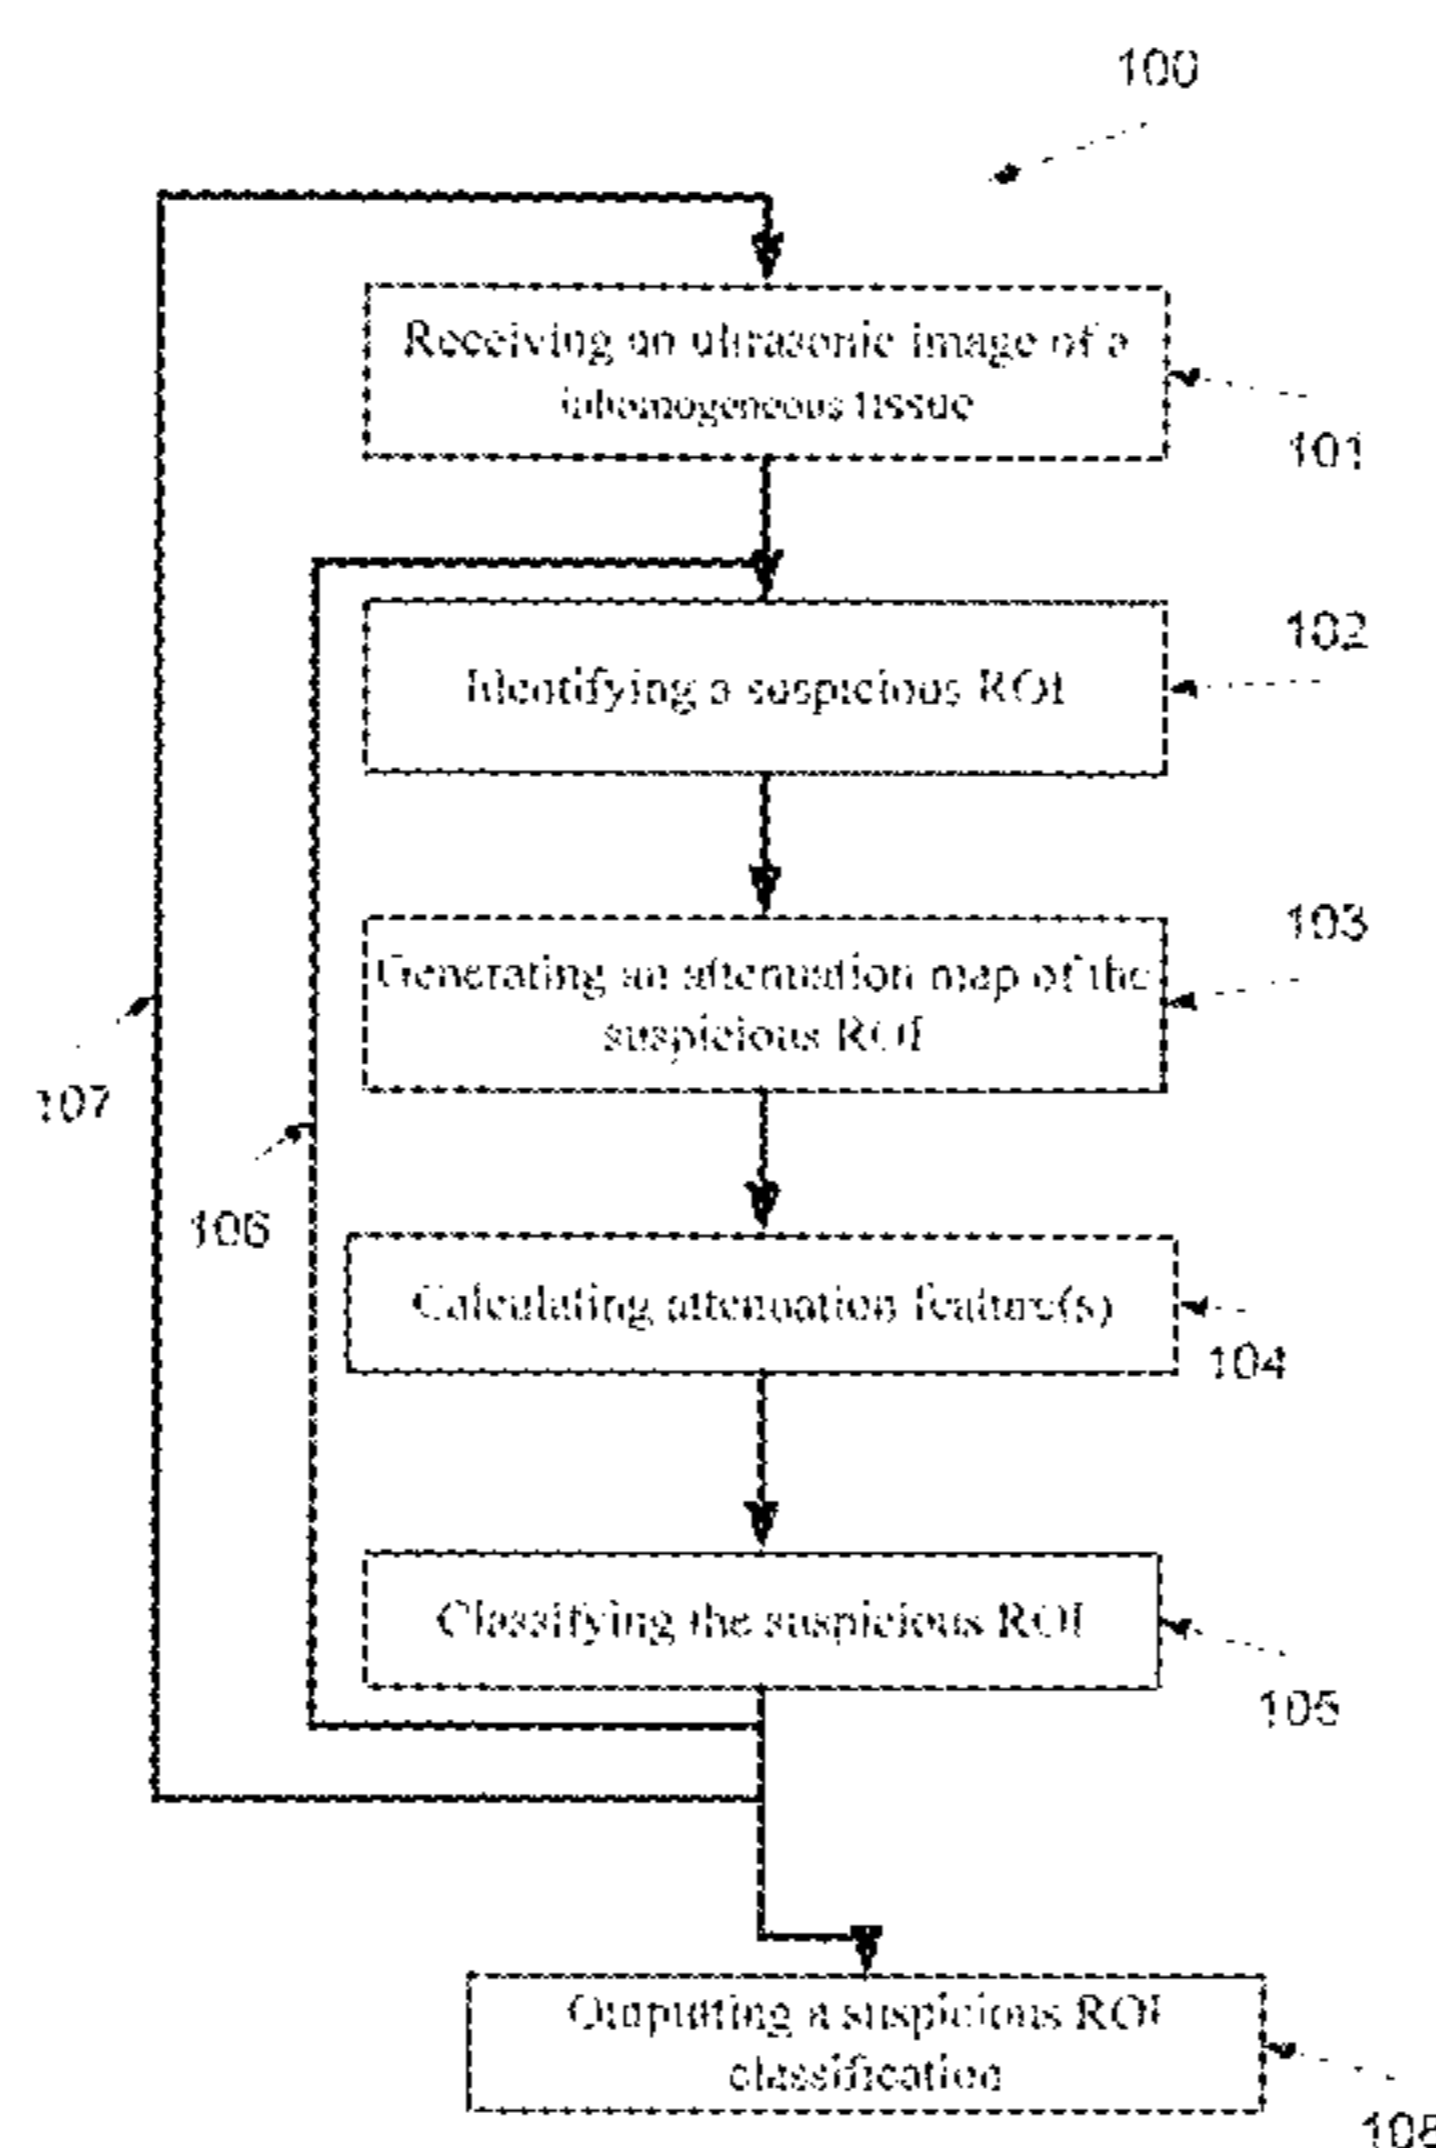 100
Receiving an ultrasonic image of a
inhomogeneous tissue
101
102
Identifying a suspicious ROI
103
Generating an attenuation map of the
suspicious ROI
107
106
Calculating attenuation feature(s)
104
Classifying the suspicious ROI
105
Outputting a suspicious ROI
classification